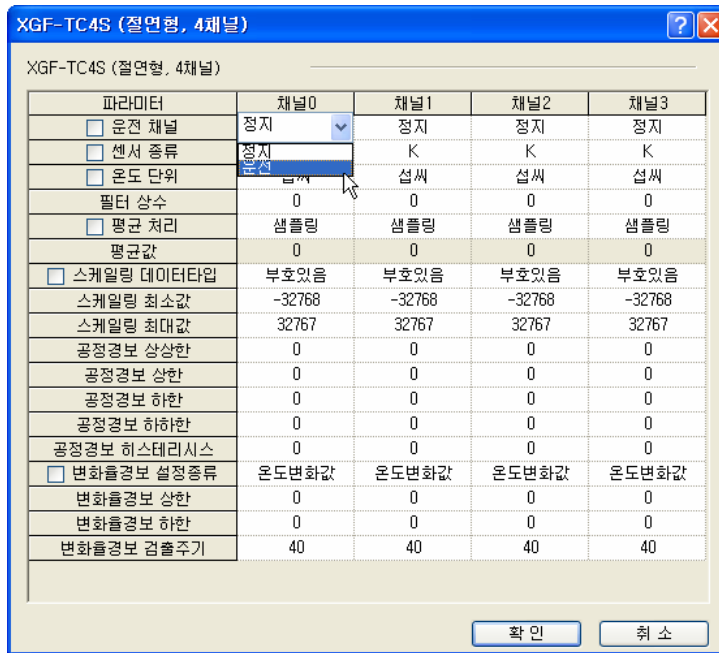 XGF-TC4S (절연형, 4채널)
XGF-TC4S (절연형, 4채널)
파라미터 채널0 채널1 채널2 채널3
운전 채널 정지 정지 정지 정지
정지
운전
센서 종류 K K K
온도 단위 섭씨 섭씨 섭씨 섭씨
필터 상수 0 0 0 0
평균 처리 샘플링 샘플링 샘플링 샘플링
평균값 0 0 0 0
스케일링 데이터타입 부호있음 부호있음 부호있음 부호있음
스케일링 최소값 -32768 -32768 -32768 -32768
스케일링 최대값 32767 32767 32767 32767
공정경보 상상한 0 0 0 0
공정경보 상한 0 0 0 0
공정경보 하한 0 0 0 0
공정경보 하하한 0 0 0 0
공정경보 히스테리시스 0 0 0 0
변화율경보 설정종류 온도변화값 온도변화값 온도변화값 온도변화값
변화율경보 상한 0 0 0 0
변화율경보 하한 0 0 0 0
변화율경보 검출주기 40 40 40 40
확인 취소